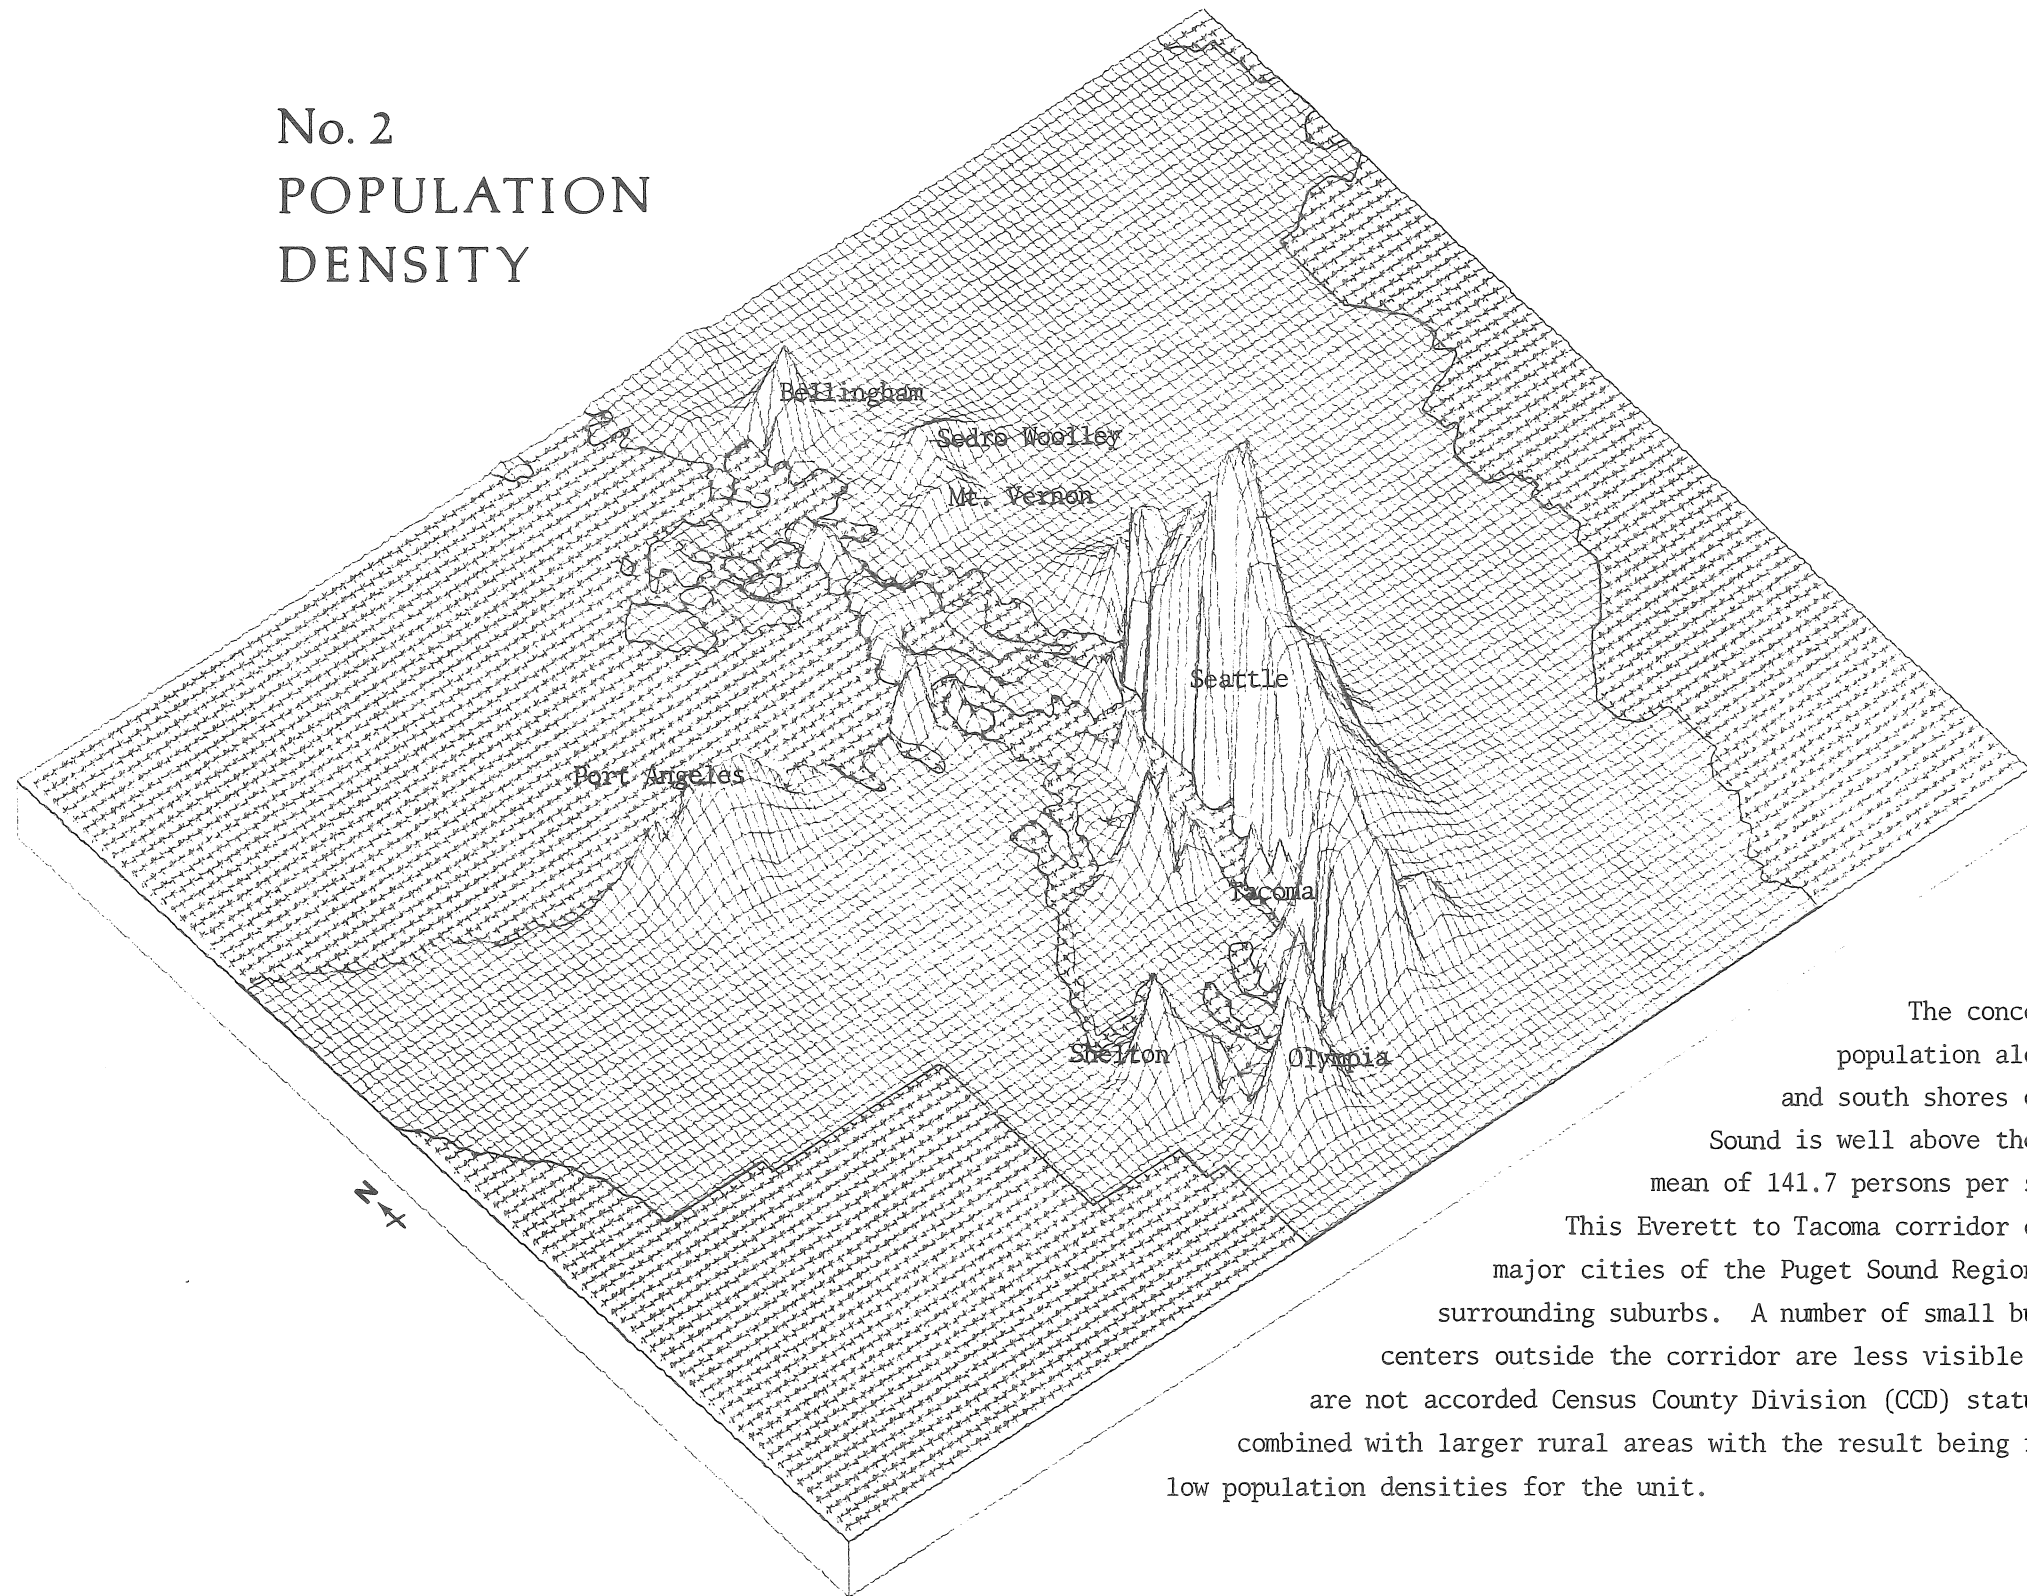 No. 2
POPULATION
DENSITY
Bellingham
Sedro Woolley
Mt. Vernon
Seattle
Port Angeles
Tacoma
Shelton
Olympia
N
The conc
population al
and south shores
Sound is well above th
mean of 141.7 persons per
This Everett to Tacoma corridor
major cities of the Puget Sound Region
surrounding suburbs. A number of small bu
centers outside the corridor are less visible
are not accorded Census County Division (CCD) stat
combined with larger rural areas with the result being
low population densities for the unit.